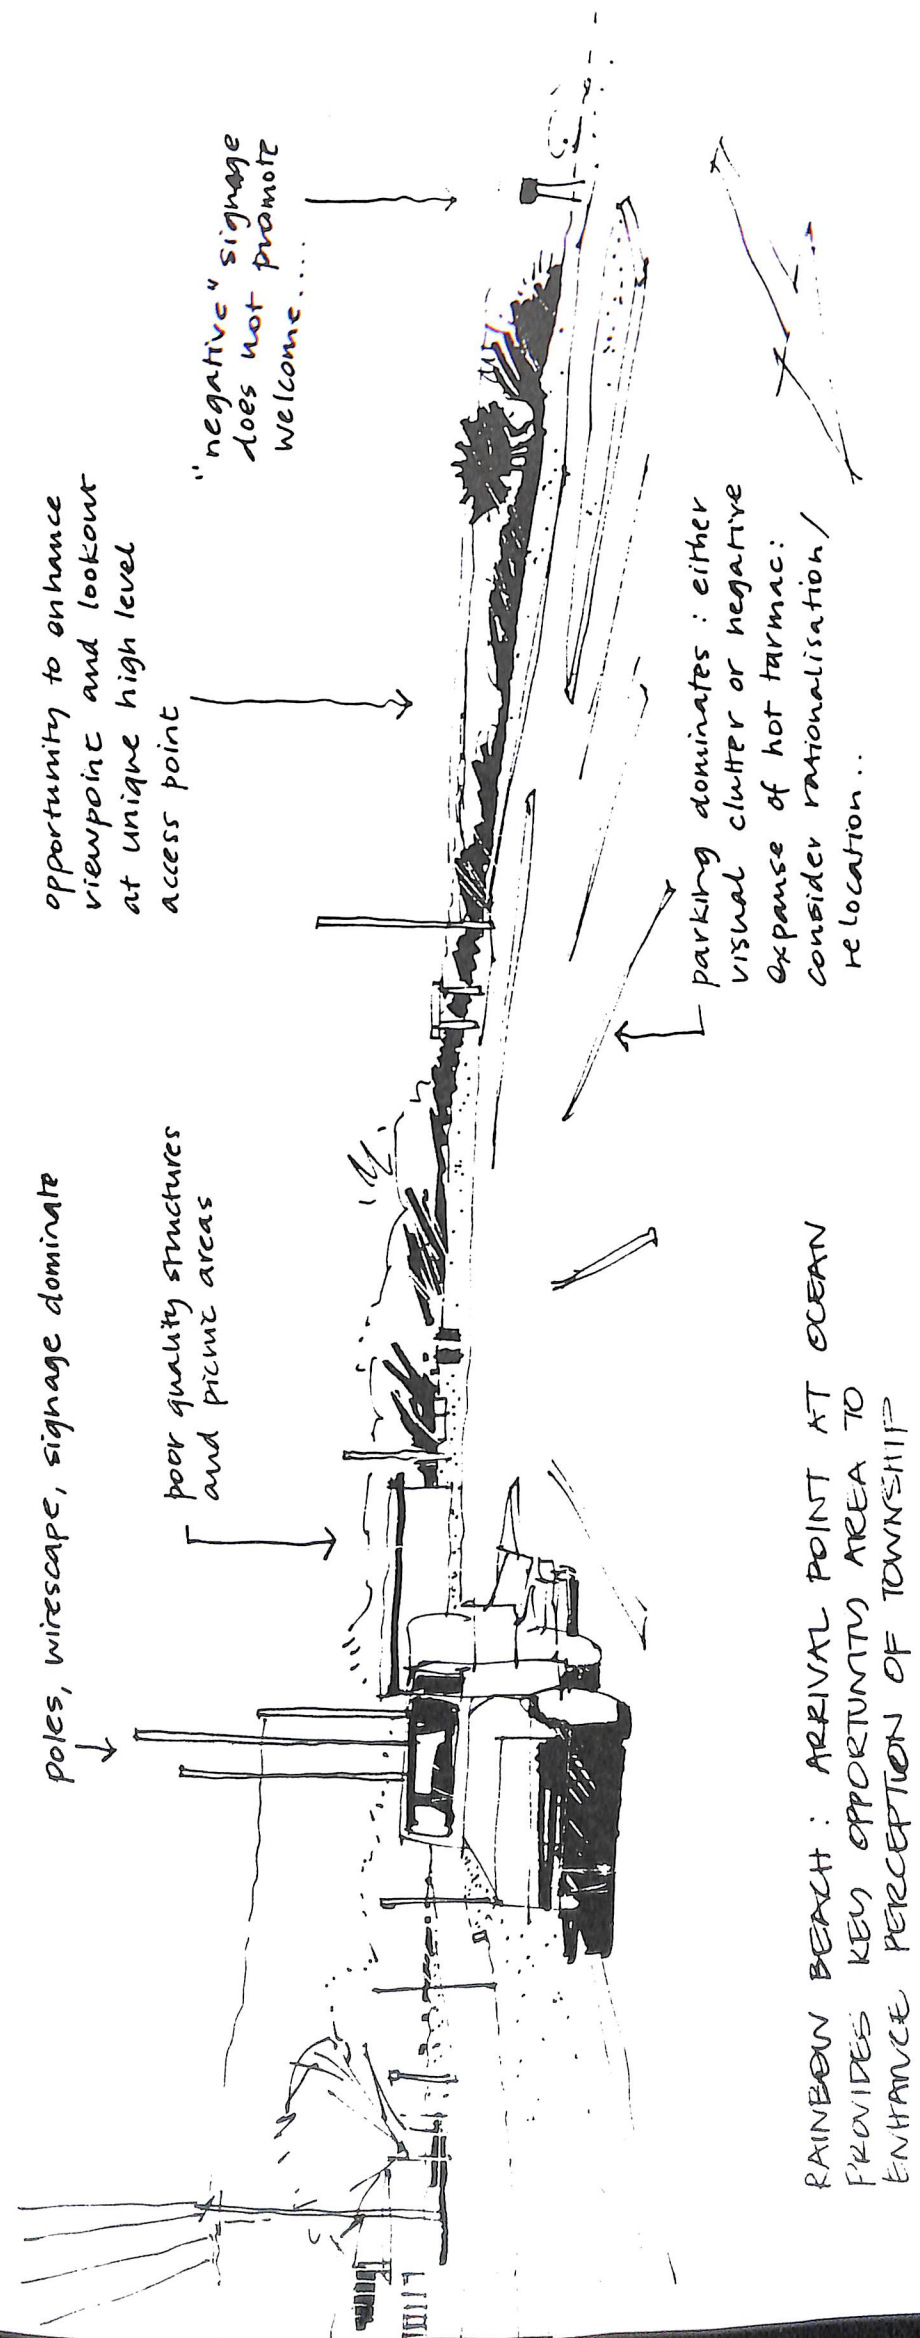 poles, wirescape, signage dominate
poor quality structures
and picnic areas
opportunity to enhance
viewpoint and lookout
at unique high level
access point
"negative" signage
does not promote
welcome....
parking dominates : either
visual clutter or negative
expanse of hot tarmac:
consider rationalisation/
relocation..
RAINBOW BEACH : ARRIVAL POINT AT OCEAN
PROVIDES KEY OPPORTUNITY AREA TO
ENHANCE PERCEPTION OF TOWNSHIP